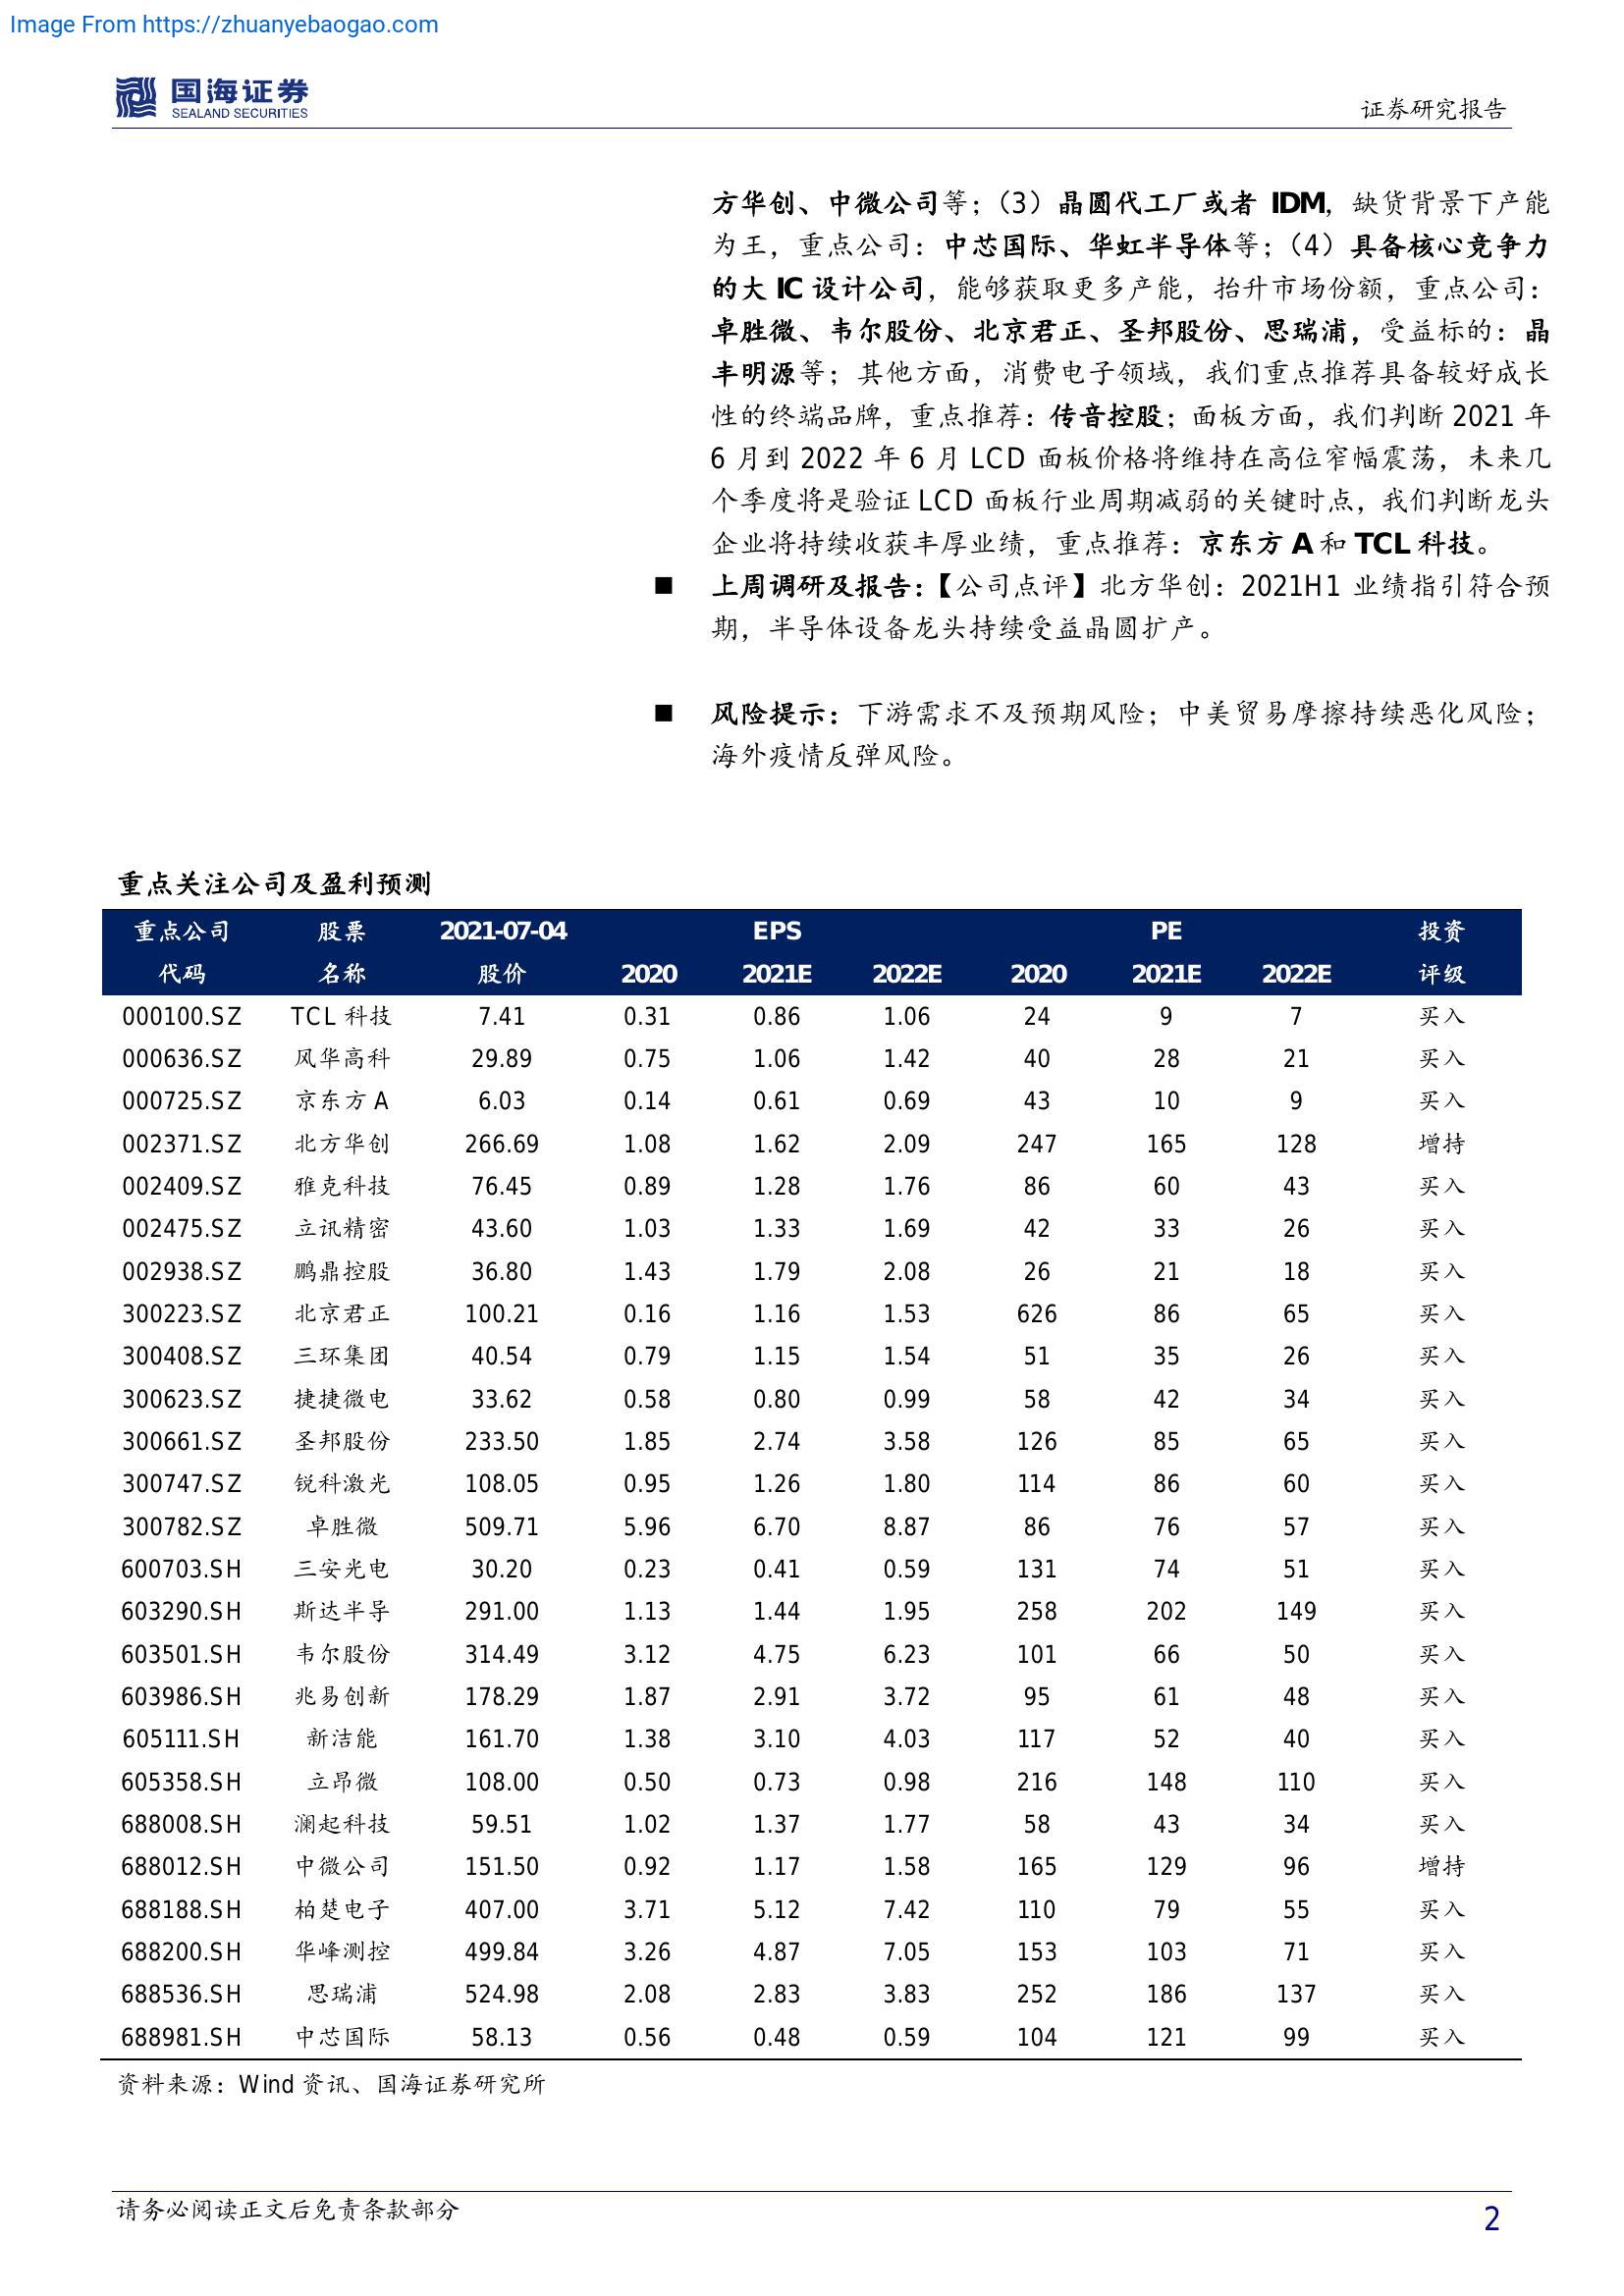 Image From https://zhuanyebaogao.com
国海证券
SEALAND SECURITIES
证券研究报告
方华创、中微公司等;（3）晶圆代工厂或者 IDM，缺货背景下产能
为王，重点公司：中芯国际、华虹半导体等;（4）具备核心竞争力
的大 IC 设计公司，能够获取更多产能，抬升市场份额，重点公司：
卓胜微、韦尔股份、北京君正、圣邦股份、思瑞浦，受益标的：晶
丰明源等；其他方面，消费电子领域，我们重点推荐具备较好成长
性的终端品牌，重点推荐：传音控股；面板方面，我们判断 2021 年
6 月到 2022 年 6 月 LCD 面板价格将维持在高位窄幅震荡，未来几
个季度将是验证 LCD 面板行业周期减弱的关键时点，我们判断龙头
企业将持续收获丰厚业绩，重点推荐：京东方 A 和 TCL 科技。
■ 上周调研及报告：【公司点评】北方华创：2021H1 业绩指引符合预
期，半导体设备龙头持续受益晶圆扩产。
■ 风险提示：下游需求不及预期风险；中美贸易摩擦持续恶化风险；
海外疫情反弹风险。
重点关注公司及盈利预测
重点公司 股票 2021-07-04 EPS PE 投资
代码 名称 股价 2020 2021E 2022E 2020 2021E 2022E 评级
000100.SZ TCL 科技 7.41 0.31 0.86 1.06 24 9 7 买入
000636.SZ 风华高科 29.89 0.75 1.06 1.42 40 28 21 买入
000725.SZ 京东方 A 6.03 0.14 0.61 0.69 43 10 9 买入
002371.SZ 北方华创 266.69 1.08 1.62 2.09 247 165 128 增持
002409.SZ 雅克科技 76.45 0.89 1.28 1.76 86 60 43 买入
002475.SZ 立讯精密 43.60 1.03 1.33 1.69 42 33 26 买入
002938.SZ 鹏鼎控股 36.80 1.43 1.79 2.08 26 21 18 买入
300223.SZ 北京君正 100.21 0.16 1.16 1.53 626 86 65 买入
300408.SZ 三环集团 40.54 0.79 1.15 1.54 51 35 26 买入
300623.SZ 捷捷微电 33.62 0.58 0.80 0.99 58 42 34 买入
300661.SZ 圣邦股份 233.50 1.85 2.74 3.58 126 85 65 买入
300747.SZ 锐科激光 108.05 0.95 1.26 1.80 114 86 60 买入
300782.SZ 卓胜微 509.71 5.96 6.70 8.87 86 76 57 买入
600703.SH 三安光电 30.20 0.23 0.41 0.59 131 74 51 买入
603290.SH 斯达半导 291.00 1.13 1.44 1.95 258 202 149 买入
603501.SH 韦尔股份 314.49 3.12 4.75 6.23 101 66 50 买入
603986.SH 兆易创新 178.29 1.87 2.91 3.72 95 61 48 买入
605111.SH 新洁能 161.70 1.38 3.10 4.03 117 52 40 买入
605358.SH 立昂微 108.00 0.50 0.73 0.98 216 148 110 买入
688008.SH 澜起科技 59.51 1.02 1.37 1.77 58 43 34 买入
688012.SH 中微公司 151.50 0.92 1.17 1.58 165 129 96 增持
688188.SH 柏楚电子 407.00 3.71 5.12 7.42 110 79 55 买入
688200.SH 华峰测控 499.84 3.26 4.87 7.05 153 103 71 买入
688536.SH 思瑞浦 524.98 2.08 2.83 3.83 252 186 137 买入
688981.SH 中芯国际 58.13 0.56 0.48 0.59 104 121 99 买入
资料来源：Wind 资讯、国海证券研究所
请务必阅读正文后免责条款部分
2